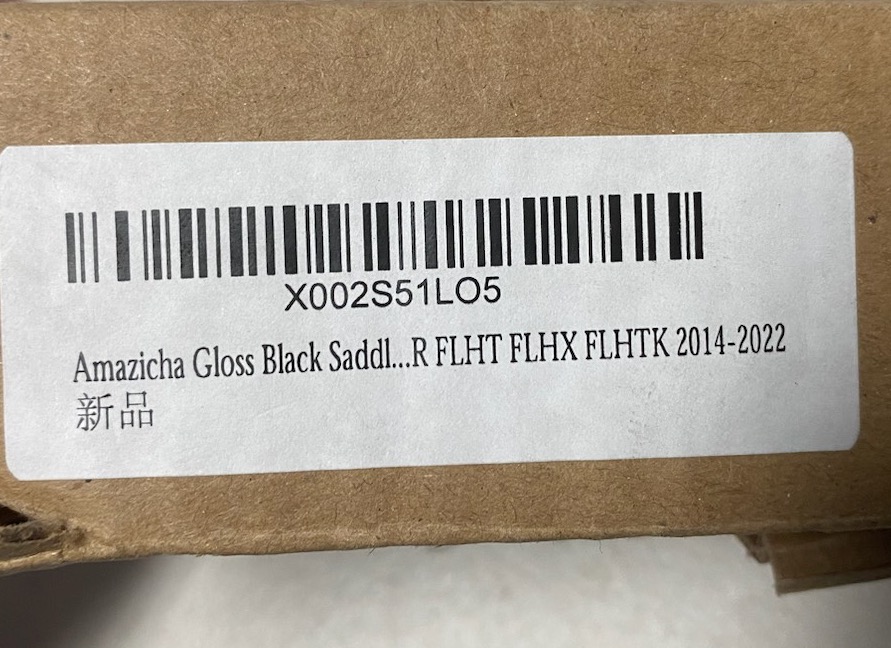 X002S51LO5
Amazicha Gloss Black Saddl...R FLHT FLHX FLHTK 2014-2022
新品